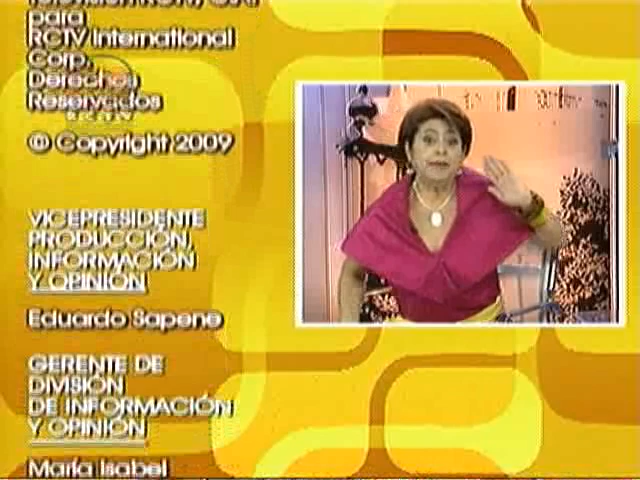 para
RCTV International
Corp.
Derechos
Reservados
© Copyright 2009
VICEPRESIDENTE
PRODUCCIÓN,
INFORMACIÓN
Y OPINIÓN
Eduardo Sapene
GERENTE DE
DIVISIÓN
DE INFORMACIÓN
Y OPINIÓN
María Isabel